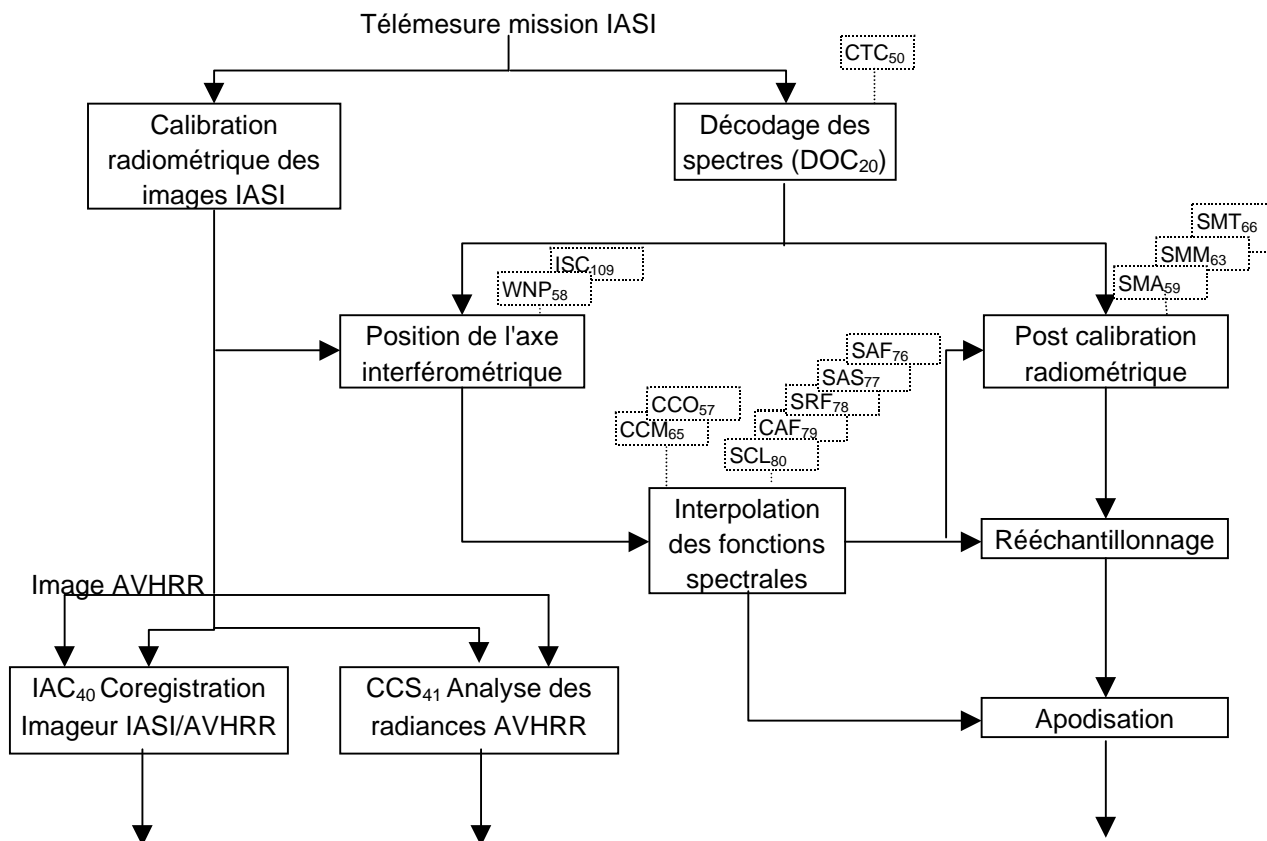 Télémesure mission IASI
CTC50
Calibration
radiométrique des
images IASI
Décodage des
spectres (DOC20)
SMT66
SMM63
SMA59
ISC109
WNP58
Position de l'axe
interférométrique
Post calibration
radiométrique
SAF76
SAS77
SRF78
CAF79
SCL80
CCO57
CCM65
Interpolation
des fonctions
spectrales
Rééchantillonnage
Image AVHRR
IAC40 Coregistration
Imageur IASI/AVHRR
CCS41 Analyse des
radiances AVHRR
Apodisation